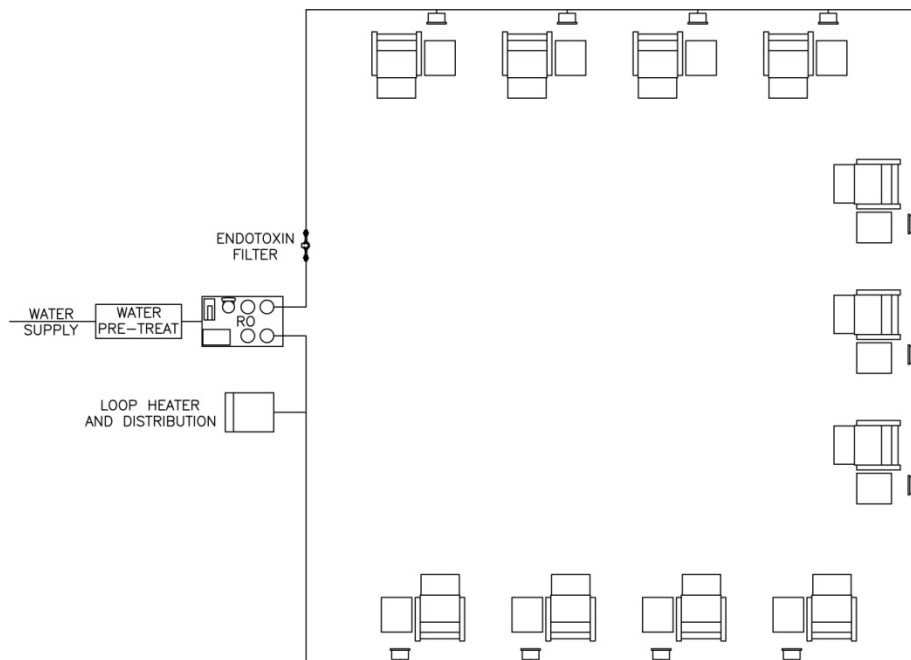 ENDOTOXIN
FILTER
WATER
SUPPLY
WATER
PRE-TREAT
RO
LOOP HEATER
AND DISTRIBUTION